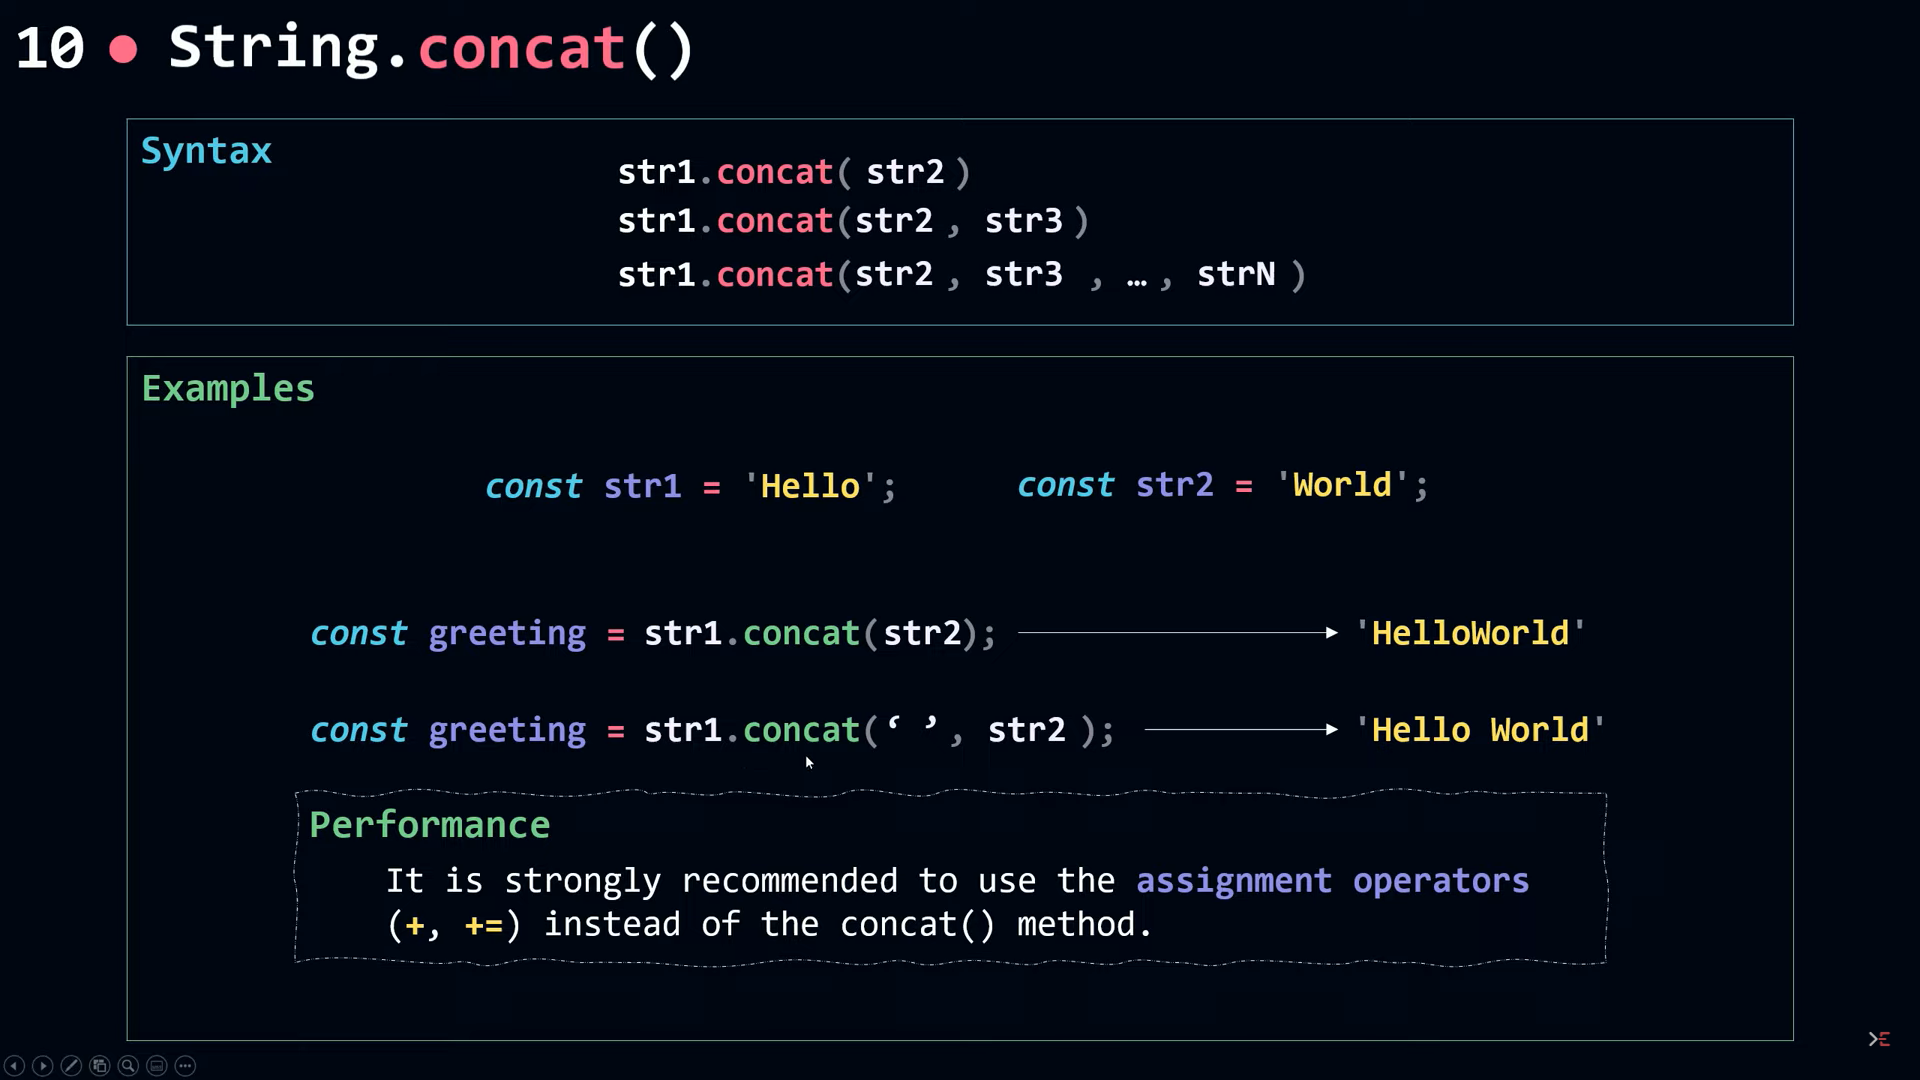 10 ● String.concat()
Syntax
str1.concat( str2 )
str1.concat(str2 , str3 )
str1.concat(str2 , str3 , … , strN )
Examples
const str1 = 'Hello'; const str2 = 'World';
const greeting = str1.concat(str2); 'HelloWorld'
const greeting = str1.concat(‘ ’, str2 ); 'Hello World'
Performance
It is strongly recommended to use the assignment operators
(+, +=) instead of the concat() method.